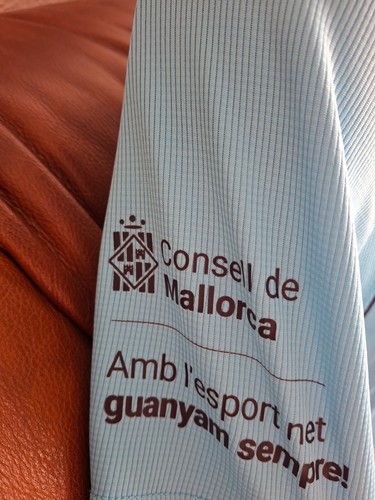 Consell de
Mallorca
Amb l'esport net
guanyam sempre!